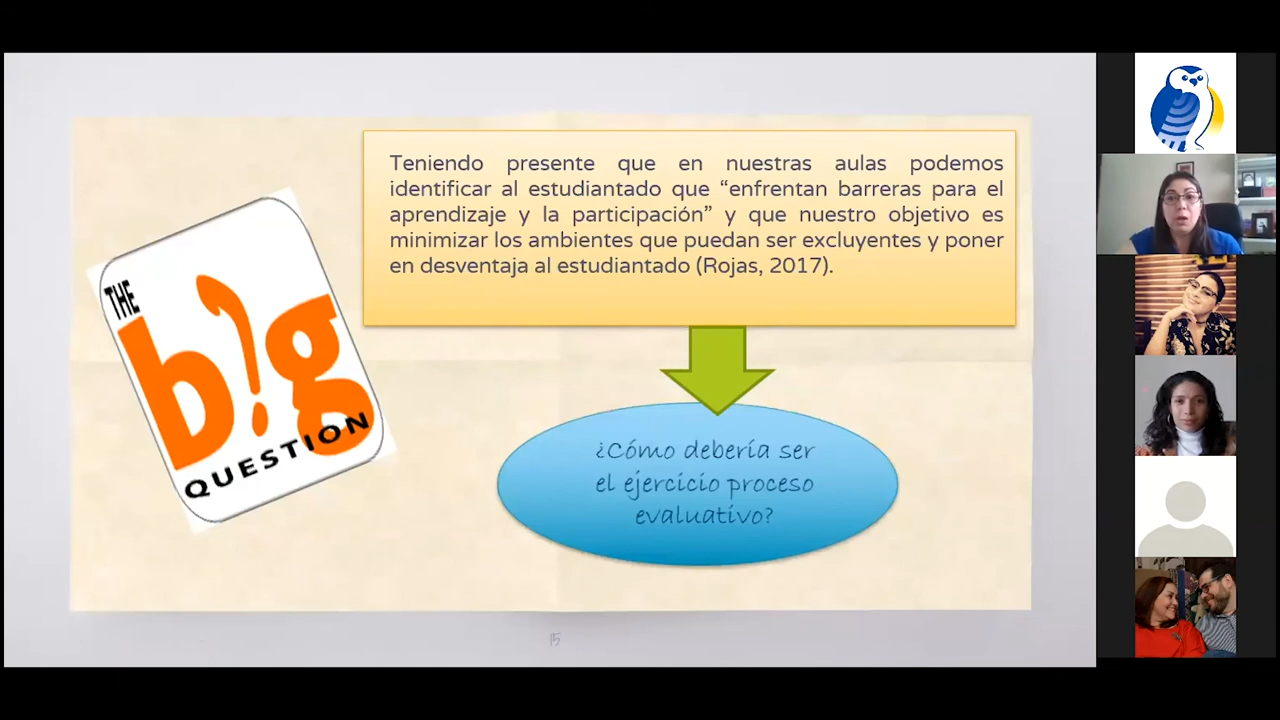 THE
b!g
QUESTION
Teniendo presente que en nuestras aulas podemos
identificar al estudiantado que “enfrentan barreras para el
aprendizaje y la participación” y que nuestro objetivo es
minimizar los ambientes que puedan ser excluyentes y poner
en desventaja al estudiantado (Rojas, 2017).
¿Cómo debería ser
el ejercicio proceso
evaluativo?
15